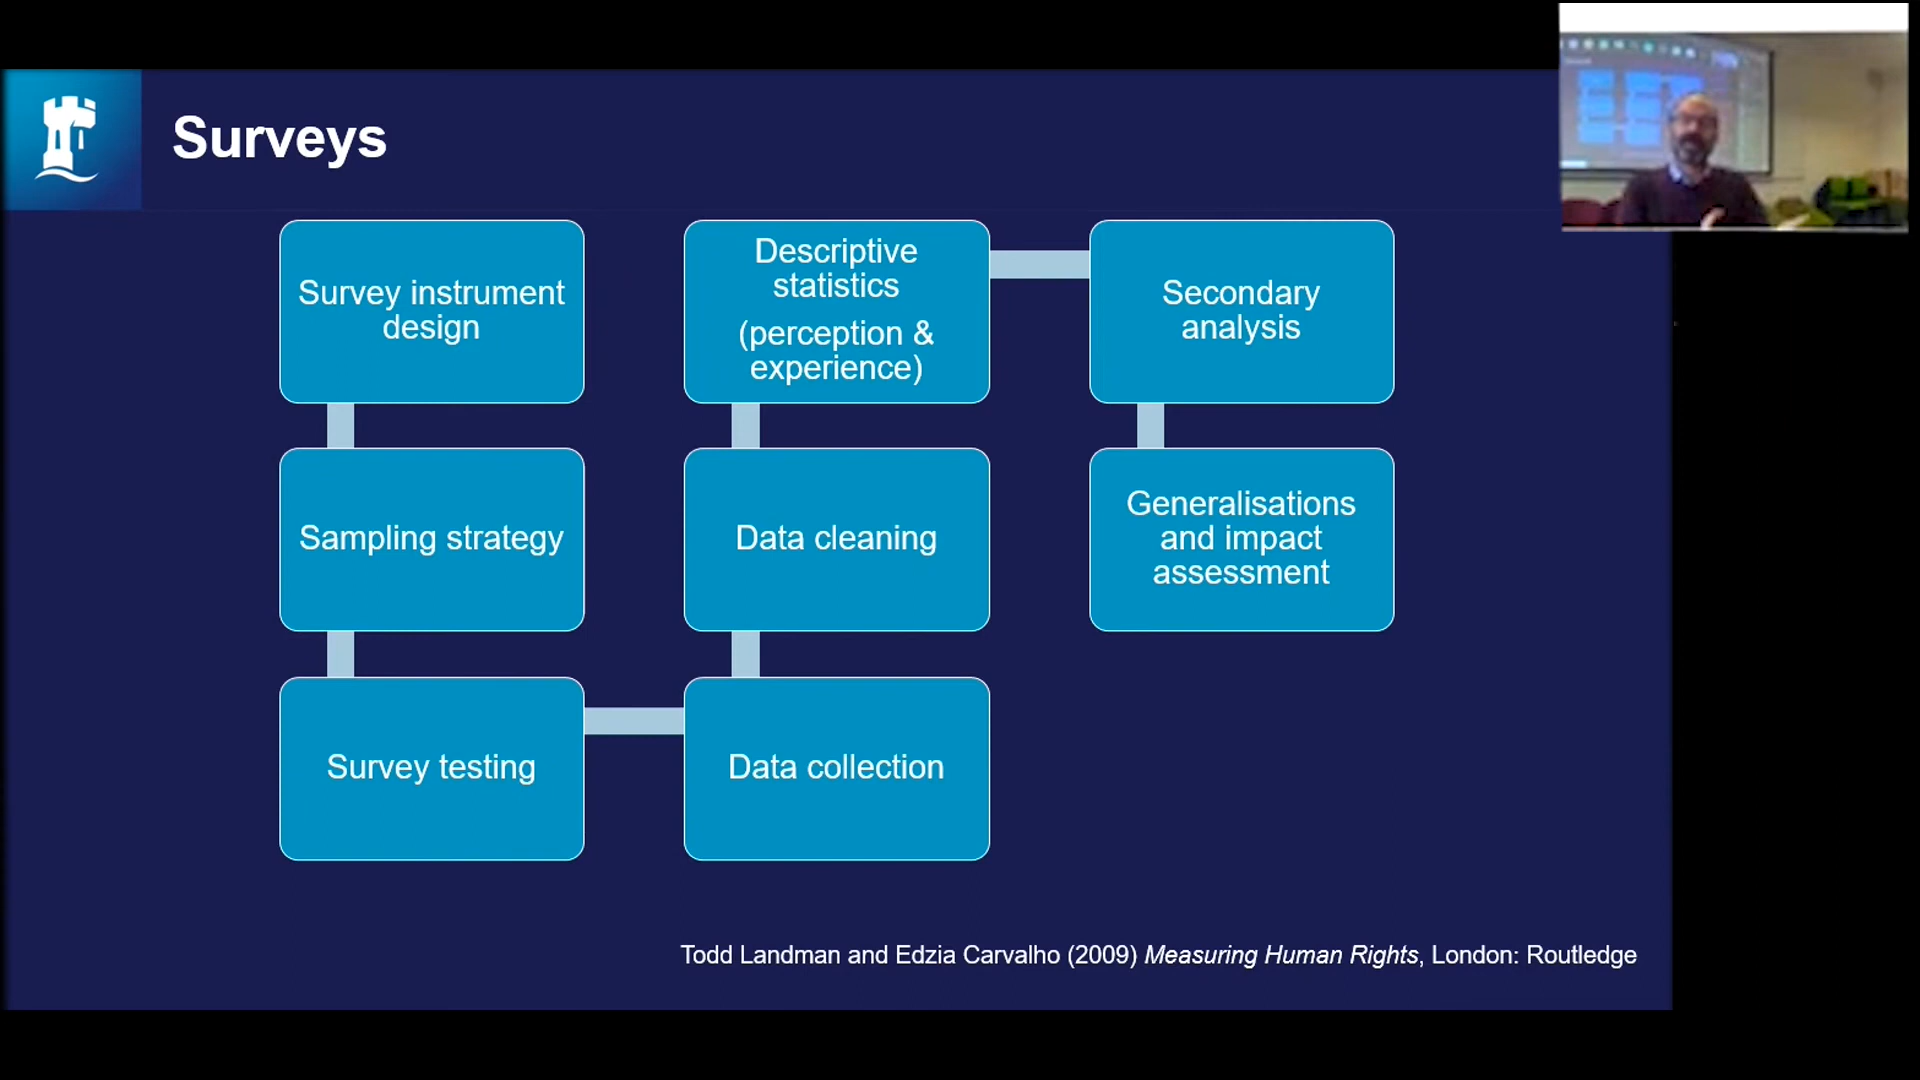 Surveys
Survey instrument
design
Sampling strategy
Survey testing
Data collection
Data cleaning
Descriptive
statistics
(perception &
experience)
Secondary
analysis
Generalisations
and impact
assessment
Todd Landman and Edzia Carvalho (2009) Measuring Human Rights, London: Routledge